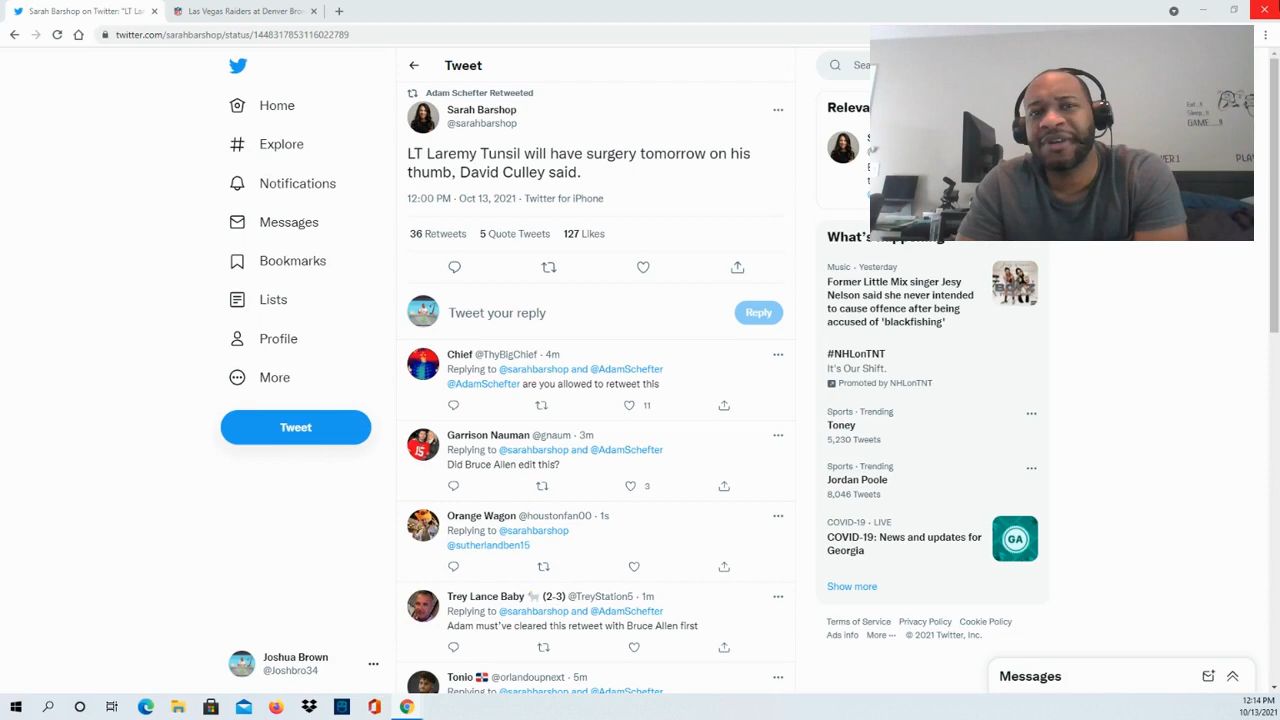 Sarah Barshop on Twitter: "LT Lar
Las Vegas Raiders at Denver Bro
twitter.com/sarahbarshop/status/1448317853116022789
Home
Explore
Notifications
Messages
Bookmarks
Lists
Profile
More
Tweet
Joshua Brown
@Joshbro34
Tweet
Adam Schefter Retweeted
Sarah Barshop
@sarahbarshop
LT Laremy Tunsil will have surgery tomorrow on his
thumb, David Culley said.
12:00 PM · Oct 13, 2021 · Twitter for iPhone
36 Retweets 5 Quote Tweets 127 Likes
Tweet your reply
Reply
Chief @ThyBigChief · 4m
Replying to @sarahbarshop and @AdamSchefter
@AdamSchefter are you allowed to retweet this
11
Garrison Nauman @gnaum · 3m
Replying to @sarahbarshop and @AdamSchefter
Did Bruce Allen edit this?
3
Orange Wagon @houstonfan00 · 1s
Replying to @sarahbarshop
@sutherlandben15
Trey Lance Baby 🐐 (2-3) @TreyStation5 · 1m
Replying to @sarahbarshop and @AdamSchefter
Adam must've cleared this retweet with Bruce Allen first
Tonio 🇩🇴 @orlandoupnext · 5m
Replying to @sarahbarshop and @AdamSchefter
Sea
Releva
What's happening
Music · Yesterday
Former Little Mix singer Jesy
Nelson said she never intended
to cause offence after being
accused of 'blackfishing'
#NHLonTNT
It's Our Shift.
Promoted by NHLonTNT
Sports · Trending
Toney
5,230 Tweets
Sports · Trending
Jordan Poole
8,046 Tweets
COVID-19 · LIVE
COVID-19: News and updates for
Georgia
GA
Show more
Terms of Service Privacy Policy Cookie Policy
Ads info More ··· © 2021 Twitter, Inc.
Messages
12:14 PM
10/13/2021